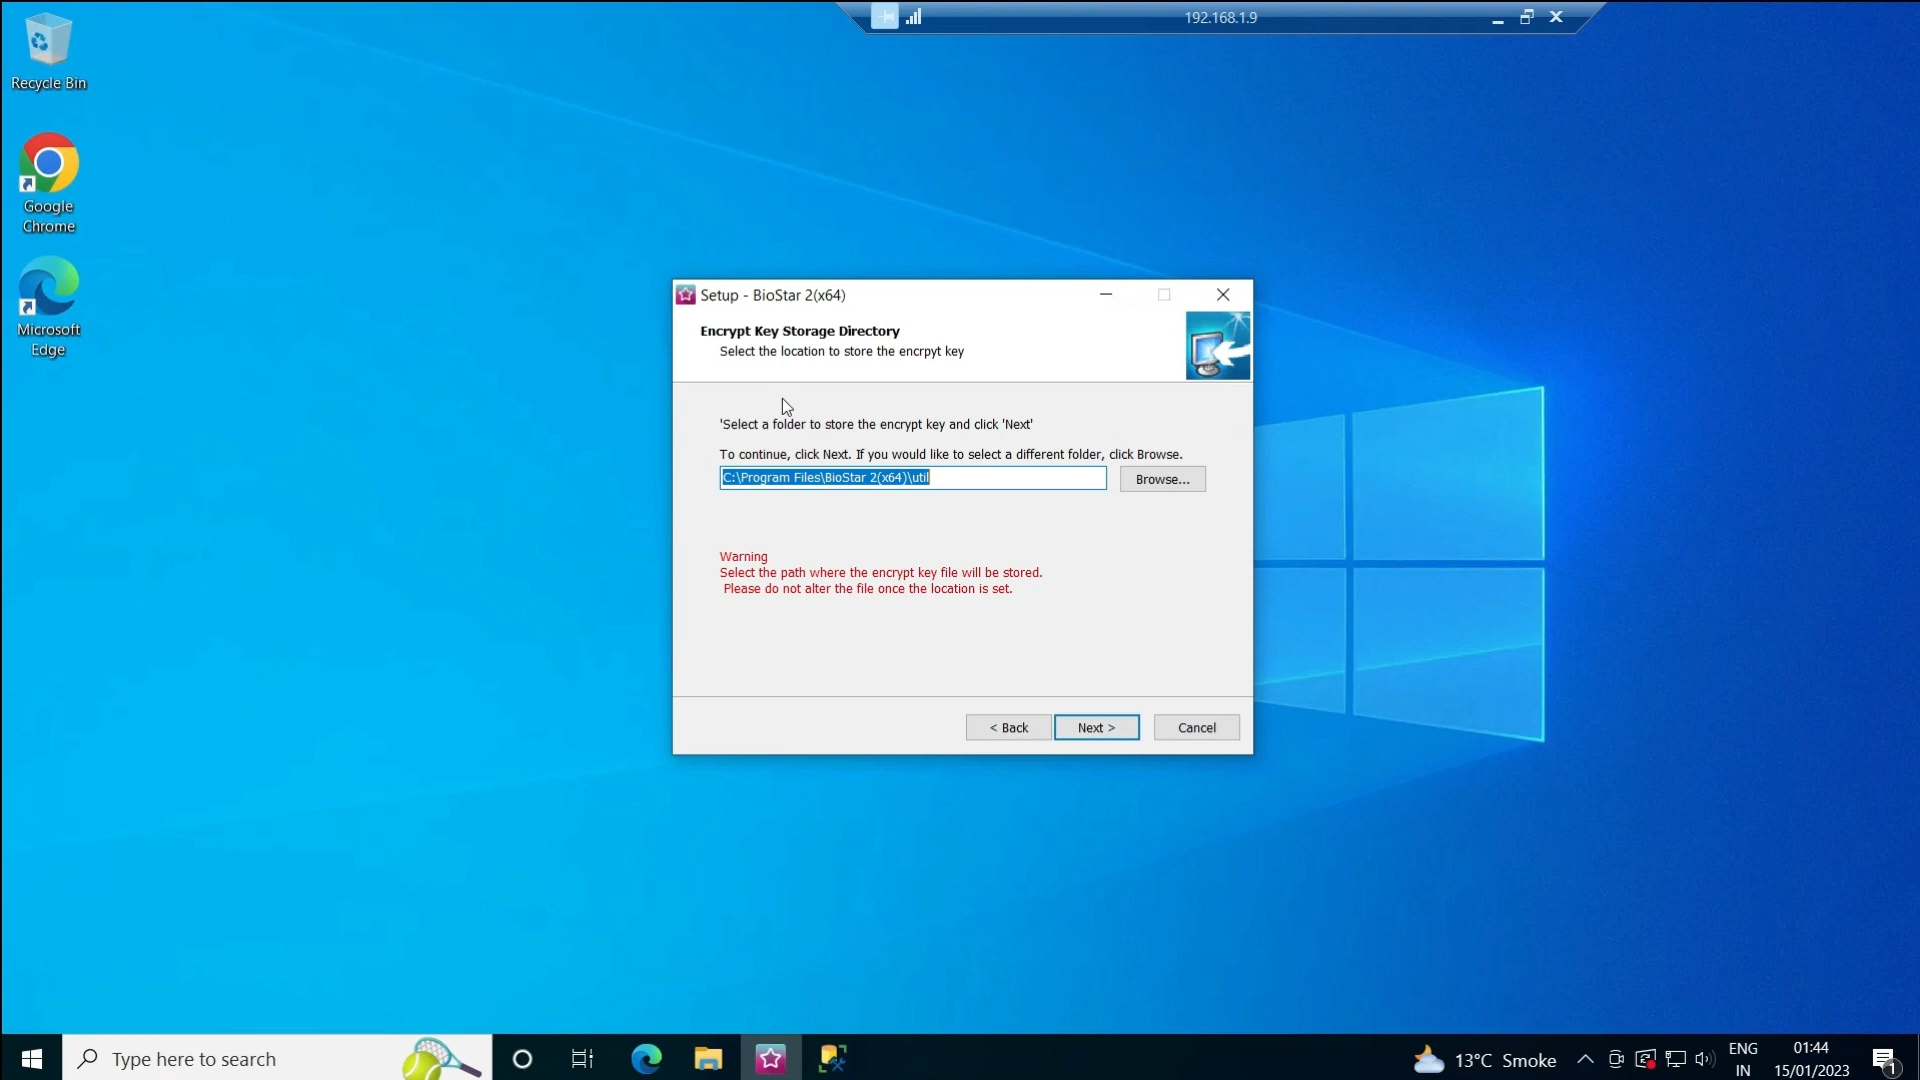 192.168.1.9
Recycle Bin
Google
Chrome
Microsoft
Edge
Setup - BioStar 2(x64)
Encrypt Key Storage Directory
Select the location to store the encrpyt key
'Select a folder to store the encrypt key and click 'Next'
To continue, click Next. If you would like to select a different folder, click Browse.
C:\Program Files\BioStar 2(x64)\util
Browse...
Warning
Select the path where the encrypt key file will be stored.
Please do not alter the file once the location is set.
< Back
Next >
Cancel
Type here to search
13°C Smoke
ENG
IN
01:44
15/01/2023
1